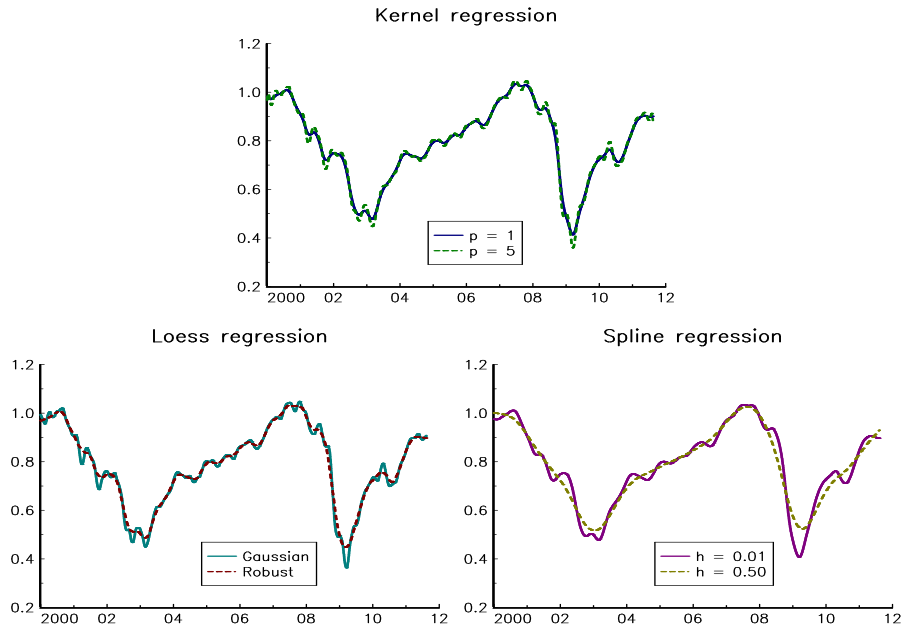 Kernel regression
1.2
1.0
0.8
0.6
0.4
0.2
p = 1
p = 5
2000 02 04 06 08 10 12
Loess regression
1.2
1.0
0.8
0.6
0.4
0.2
Gaussian
Robust
2000 02 04 06 08 10 12
Spline regression
1.2
1.0
0.8
0.6
0.4
0.2
h = 0.01
h = 0.50
2000 02 04 06 08 10 12